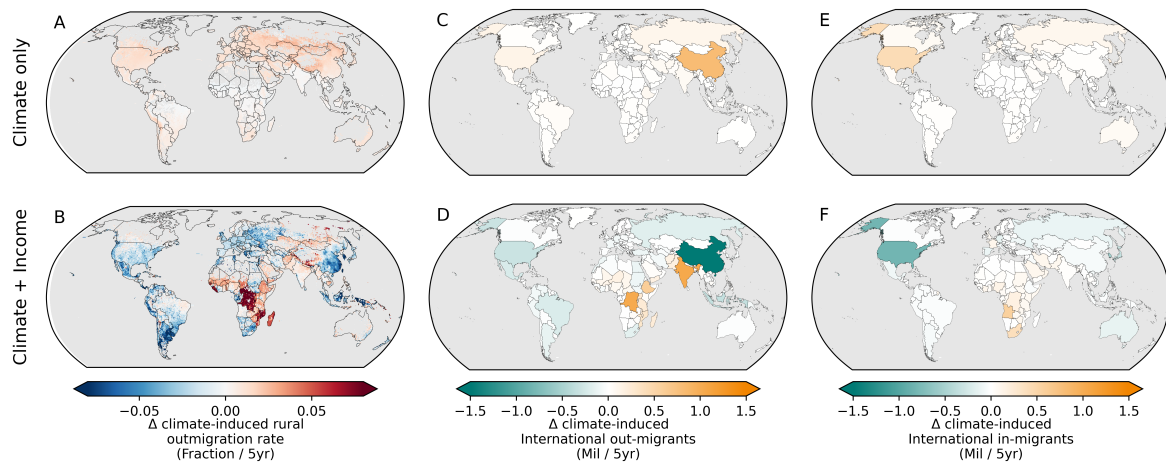 Climate only
A
C
E
Climate + Income
B
D
F
−0.05 0.00 0.05
Δ climate-induced rural
outmigration rate
(Fraction / 5yr)
−1.5 −1.0 −0.5 0.0 0.5 1.0 1.5
Δ climate-induced
International out-migrants
(Mil / 5yr)
−1.5 −1.0 −0.5 0.0 0.5 1.0 1.5
Δ climate-induced
International in-migrants
(Mil / 5yr)